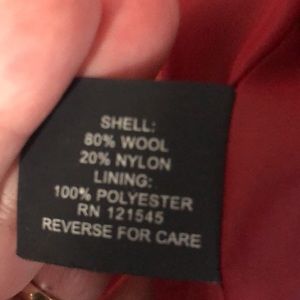 SHELL:
80% WOOL
20% NYLON
LINING:
100% POLYESTER
RN 121545
REVERSE FOR CARE